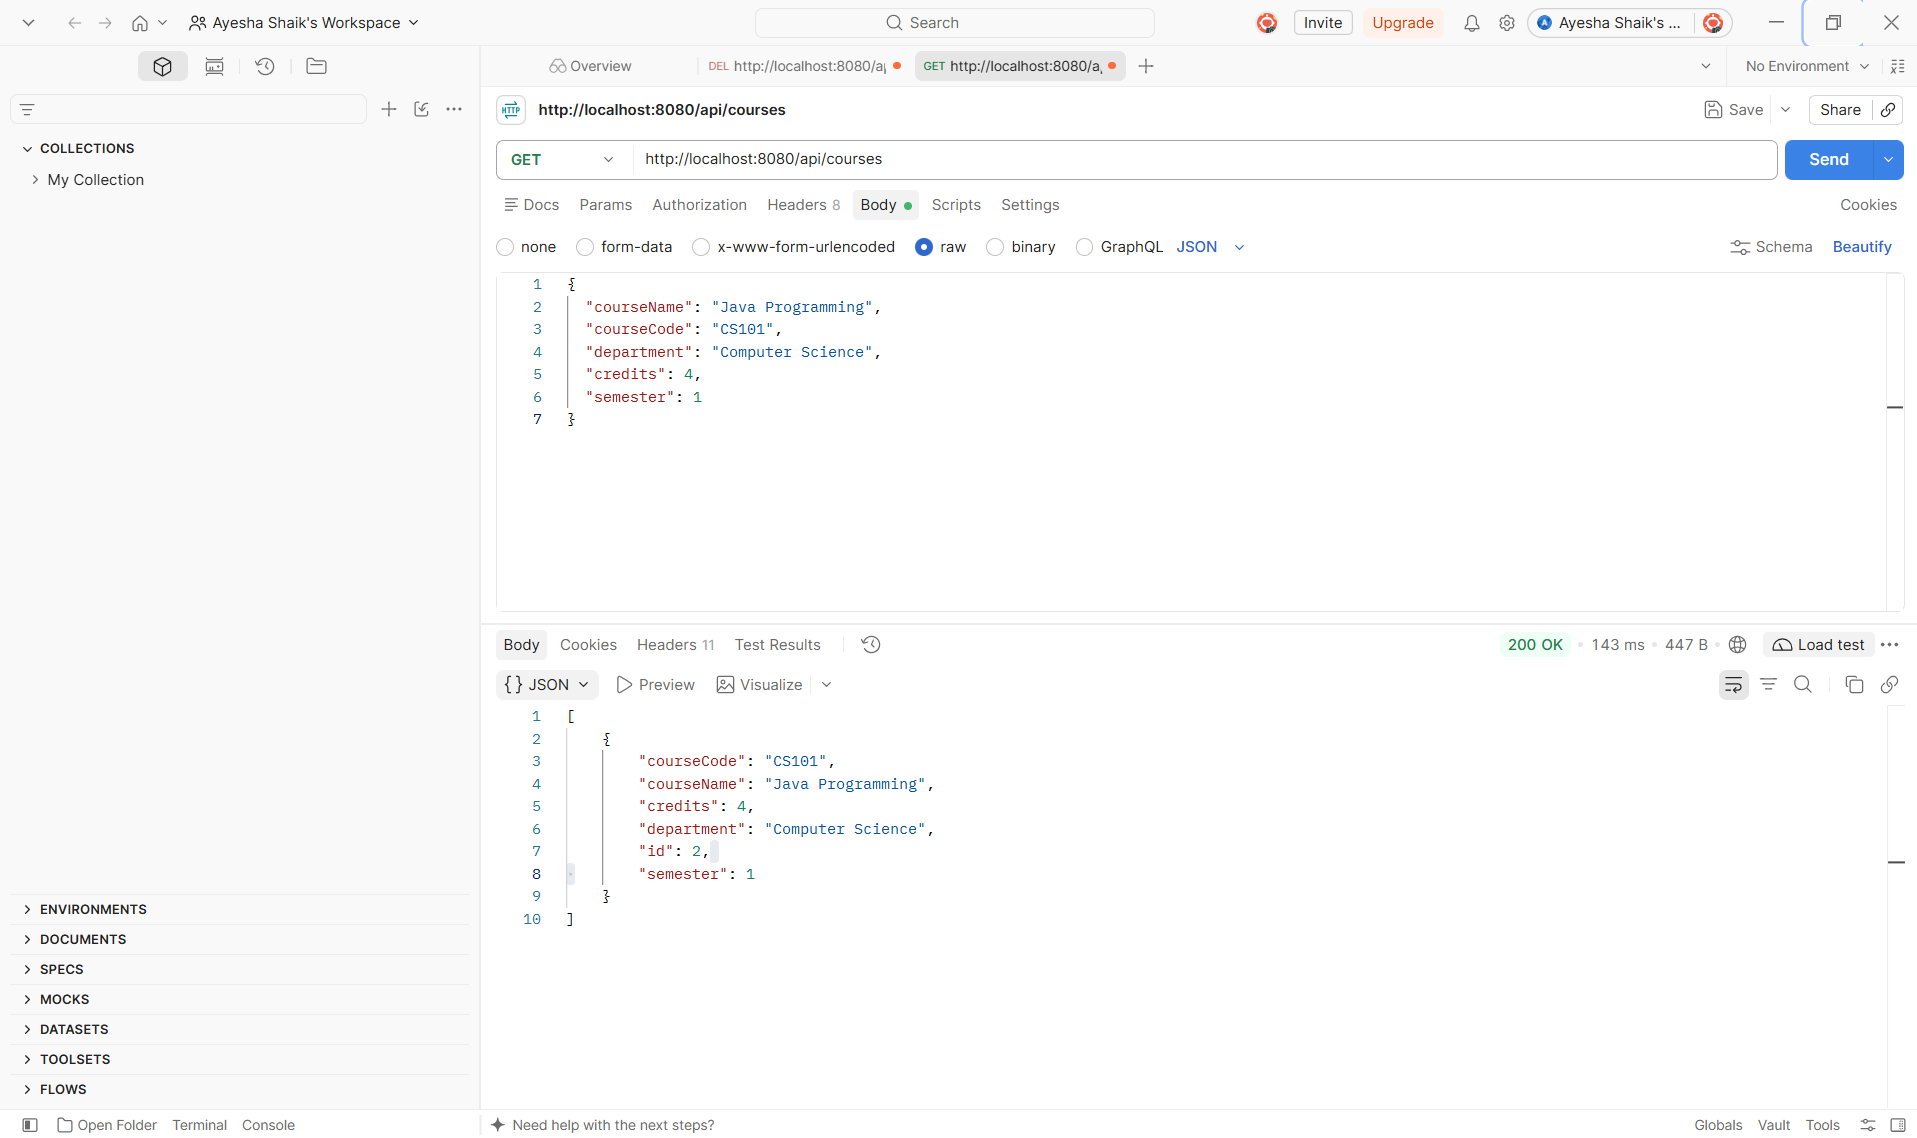 Ayesha Shaik's Workspace
Search
Invite
Upgrade
Ayesha Shaik's ...
Overview
DEL http://localhost:8080/a
GET http://localhost:8080/a
No Environment
HTTP http://localhost:8080/api/courses
Save
Share
COLLECTIONS
My Collection
GET http://localhost:8080/api/courses
Send
Docs Params Authorization Headers 8 Body Scripts Settings
Cookies
none form-data x-www-form-urlencoded raw binary GraphQL JSON
Schema Beautify
1 {
2 "courseName": "Java Programming",
3 "courseCode": "CS101",
4 "department": "Computer Science",
5 "credits": 4,
6 "semester": 1
7 }
Body Cookies Headers 11 Test Results
200 OK 143 ms 447 B Load test
{} JSON Preview Visualize
1 [
2 {
3 "courseCode": "CS101",
4 "courseName": "Java Programming",
5 "credits": 4,
6 "department": "Computer Science",
7 "id": 2,
8 "semester": 1
9 }
10 ]
ENVIRONMENTS
DOCUMENTS
SPECS
MOCKS
DATASETS
TOOLSETS
FLOWS
Open Folder Terminal Console
Need help with the next steps?
Globals Vault Tools